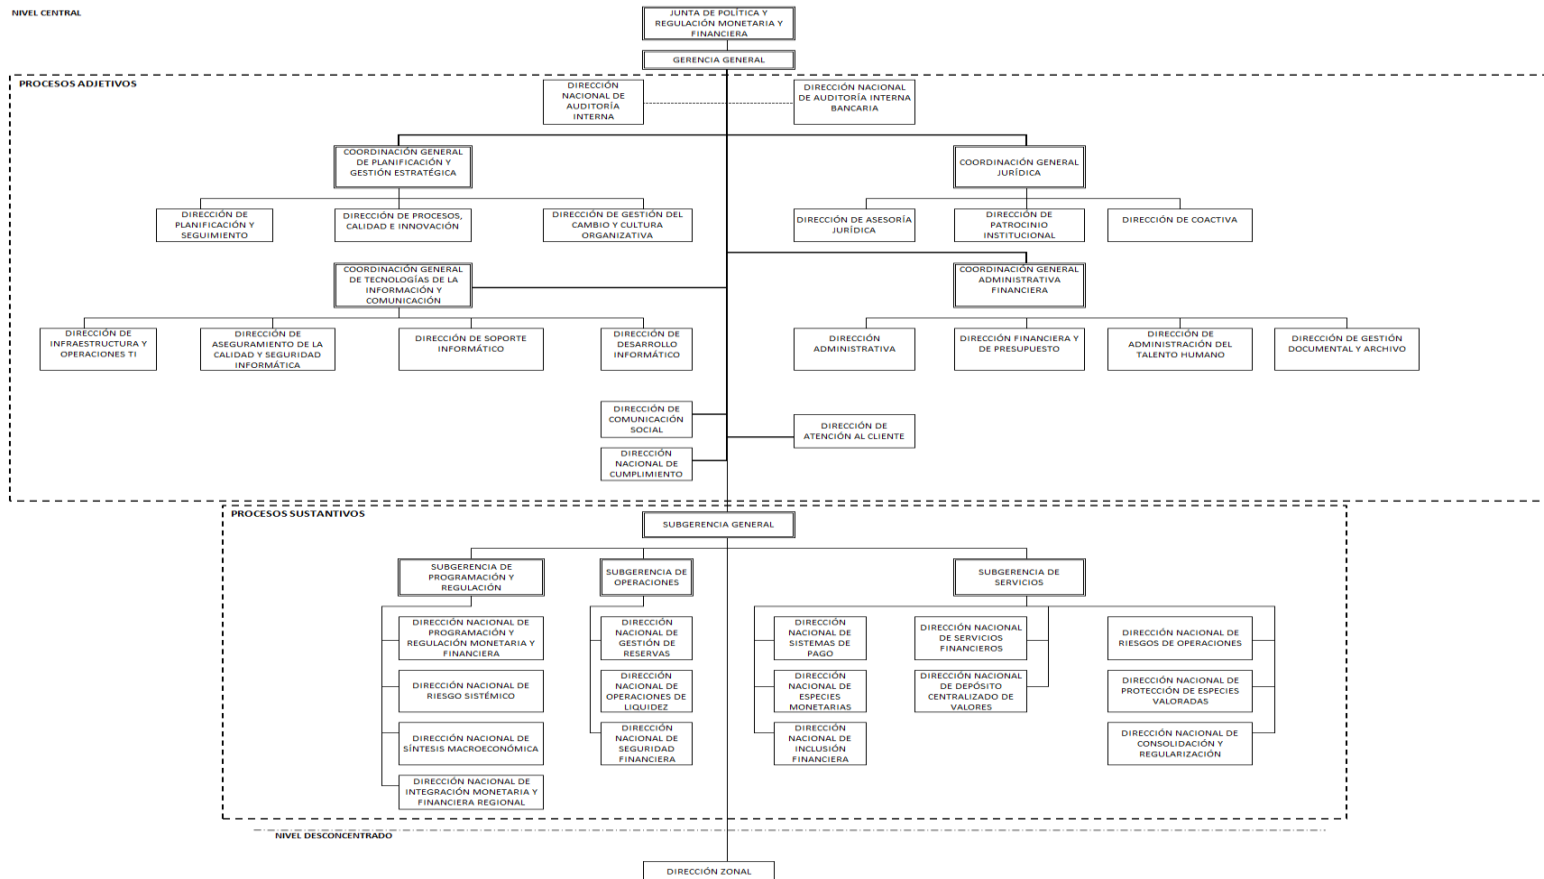 NIVEL CENTRAL
JUNTA DE POLÍTICA Y
REGULACIÓN MONETARIA Y
FINANCIERA
GERENCIA GENERAL
PROCESOS ADJETIVOS
DIRECCIÓN
NACIONAL DE
AUDITORÍA
INTERNA
DIRECCIÓN NACIONAL
DE AUDITORÍA INTERNA
BANCARIA
COORDINACIÓN GENERAL
DE PLANIFICACIÓN Y
GESTIÓN ESTRATÉGICA
COORDINACIÓN GENERAL
JURÍDICA
DIRECCIÓN DE
PLANIFICACIÓN Y
SEGUIMIENTO
DIRECCIÓN DE PROCESOS,
CALIDAD E INNOVACIÓN
DIRECCIÓN DE GESTIÓN DEL
CAMBIO Y CULTURA
ORGANIZATIVA
DIRECCIÓN DE ASESORÍA
JURÍDICA
DIRECCIÓN DE
PATROCINIO
INSTITUCIONAL
DIRECCIÓN DE COACTIVA
COORDINACIÓN GENERAL
DE TECNOLOGÍAS DE LA
INFORMACIÓN Y
COMUNICACIÓN
COORDINACIÓN GENERAL
ADMINISTRATIVA
FINANCIERA
DIRECCIÓN DE
INFRAESTRUCTURA Y
OPERACIONES TI
DIRECCIÓN DE
ASEGURAMIENTO DE LA
CALIDAD Y SEGURIDAD
INFORMÁTICA
DIRECCIÓN DE SOPORTE
INFORMÁTICO
DIRECCIÓN DE
DESARROLLO
INFORMÁTICO
DIRECCIÓN
ADMINISTRATIVA
DIRECCIÓN FINANCIERA Y
DE PRESUPUESTO
DIRECCIÓN DE
ADMINISTRACIÓN DEL
TALENTO HUMANO
DIRECCIÓN DE GESTIÓN
DOCUMENTAL Y ARCHIVO
DIRECCIÓN DE
COMUNICACIÓN
SOCIAL
DIRECCIÓN DE
ATENCIÓN AL CLIENTE
DIRECCIÓN
NACIONAL DE
CUMPLIMIENTO
PROCESOS SUSTANTIVOS
SUBGERENCIA GENERAL
SUBGERENCIA DE
PROGRAMACIÓN Y
REGULACIÓN
SUBGERENCIA DE
OPERACIONES
SUBGERENCIA DE
SERVICIOS
DIRECCIÓN NACIONAL DE
PROGRAMACIÓN Y
REGULACIÓN MONETARIA Y
FINANCIERA
DIRECCIÓN
NACIONAL DE
GESTIÓN DE
RESERVAS
DIRECCIÓN
NACIONAL DE
SISTEMAS DE
PAGO
DIRECCIÓN NACIONAL
DE SERVICIOS
FINANCIEROS
DIRECCIÓN NACIONAL DE
RIESGOS DE OPERACIONES
DIRECCIÓN NACIONAL DE
RIESGO SISTÉMICO
DIRECCIÓN
NACIONAL DE
OPERACIONES DE
LIQUIDEZ
DIRECCIÓN
NACIONAL DE
ESPECIES
MONETARIAS
DIRECCIÓN NACIONAL
DE DEPÓSITO
CENTRALIZADO DE
VALORES
DIRECCIÓN NACIONAL DE
PROTECCIÓN DE ESPECIES
VALORADAS
DIRECCIÓN NACIONAL DE
SÍNTESIS MACROECONÓMICA
DIRECCIÓN
NACIONAL DE
SEGURIDAD
FINANCIERA
DIRECCIÓN
NACIONAL DE
INCLUSIÓN
FINANCIERA
DIRECCIÓN NACIONAL DE
CONSOLIDACIÓN Y
REGULARIZACIÓN
DIRECCIÓN NACIONAL DE
INTEGRACIÓN MONETARIA Y
FINANCIERA REGIONAL
NIVEL DESCONCENTRADO
DIRECCIÓN ZONAL